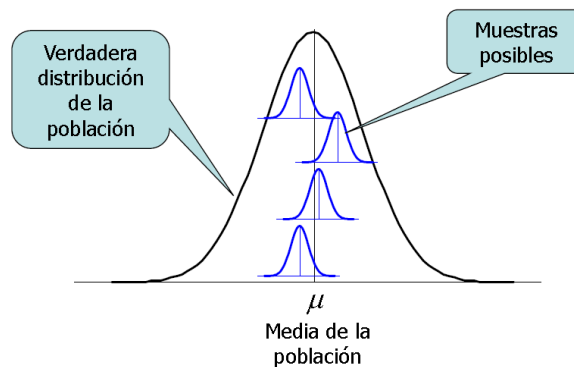 Verdadera
distribución
de la
población
Muestras
posibles
μ
Media de la
población